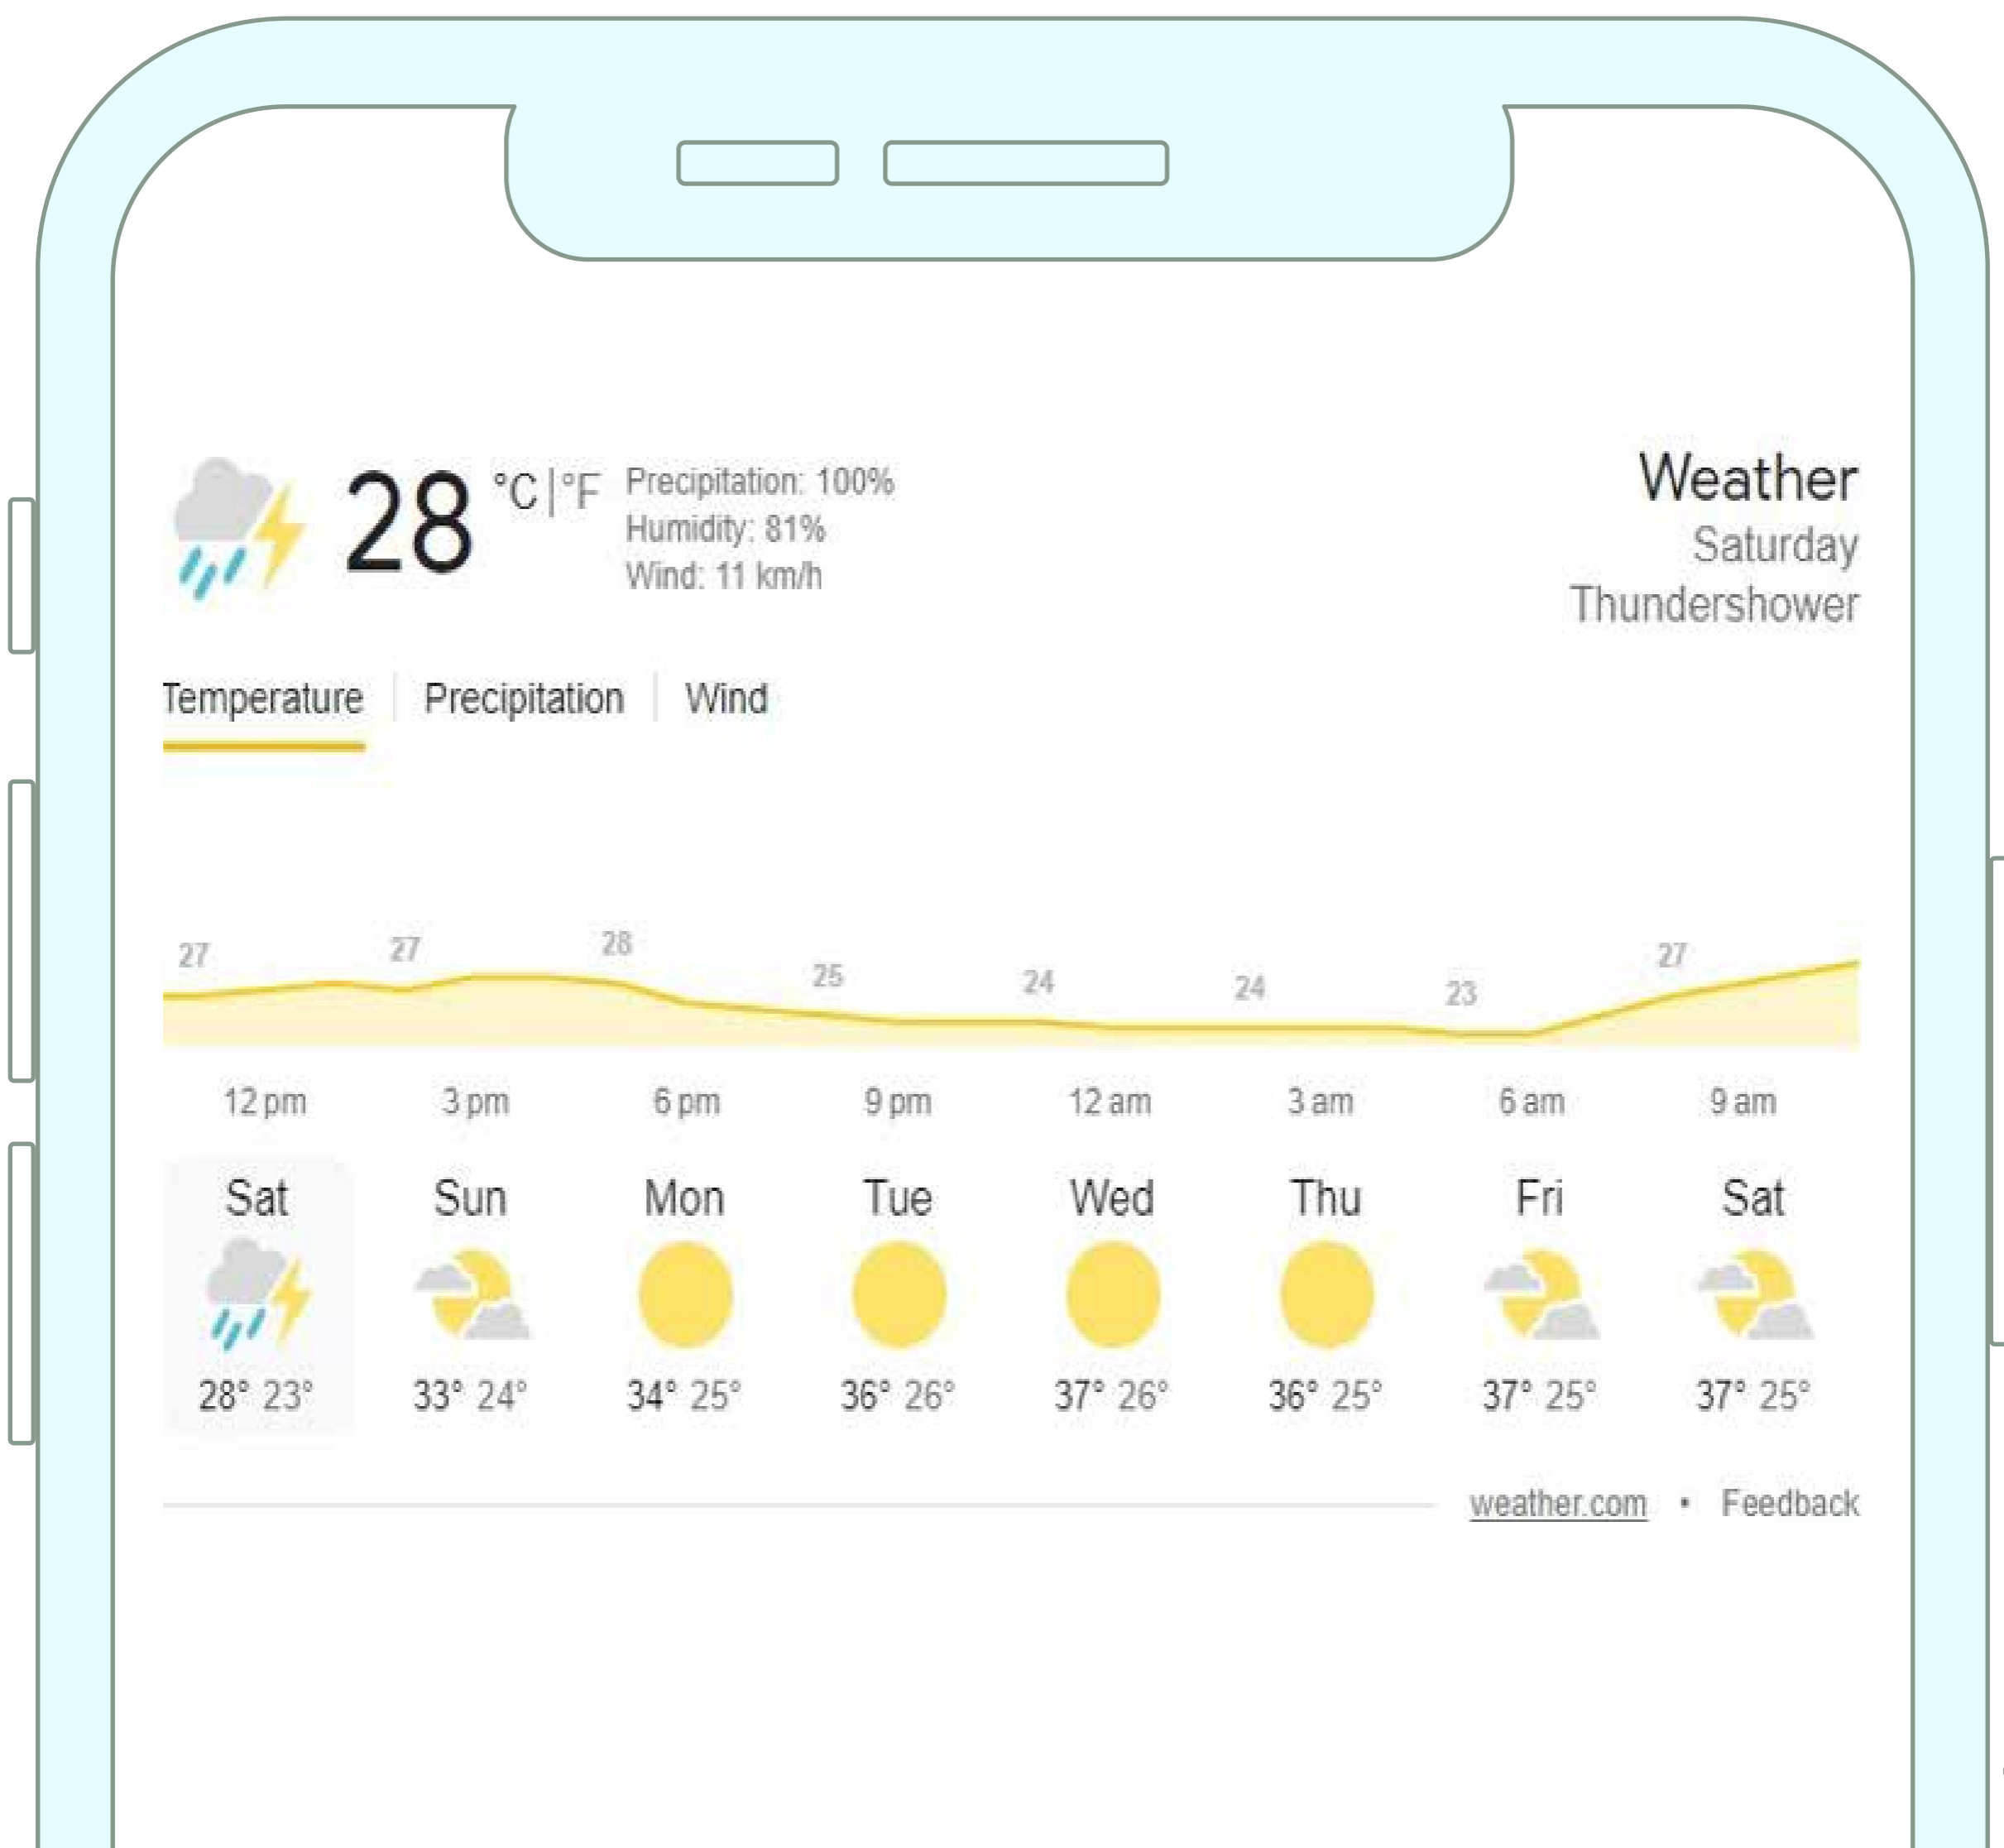 28 °C|°F
Precipitation: 100%
Humidity: 81%
Wind: 11 km/h
Weather
Saturday
Thundershower
Temperature Precipitation Wind
27 27 28 25 24 24 23 27
12 pm 3 pm 6 pm 9 pm 12 am 3 am 6 am 9 am
Sat Sun Mon Tue Wed Thu Fri Sat
28° 23° 33° 24° 34° 25° 36° 26° 37° 26° 36° 25° 37° 25° 37° 25°
weather.com • Feedback